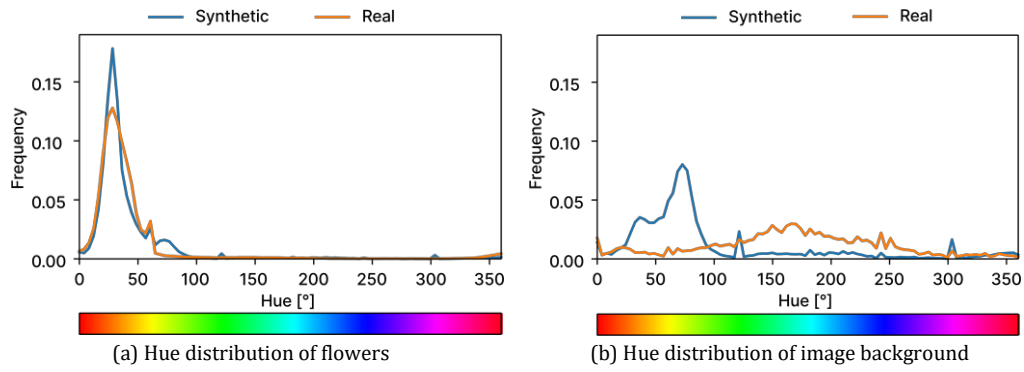 Synthetic Real
Frequency
0.15
0.10
0.05
0.00
0 50 100 150 200 250 300 350
Hue [°]
(a) Hue distribution of flowers
Synthetic Real
Frequency
0.15
0.10
0.05
0.00
0 50 100 150 200 250 300 350
Hue [°]
(b) Hue distribution of image background